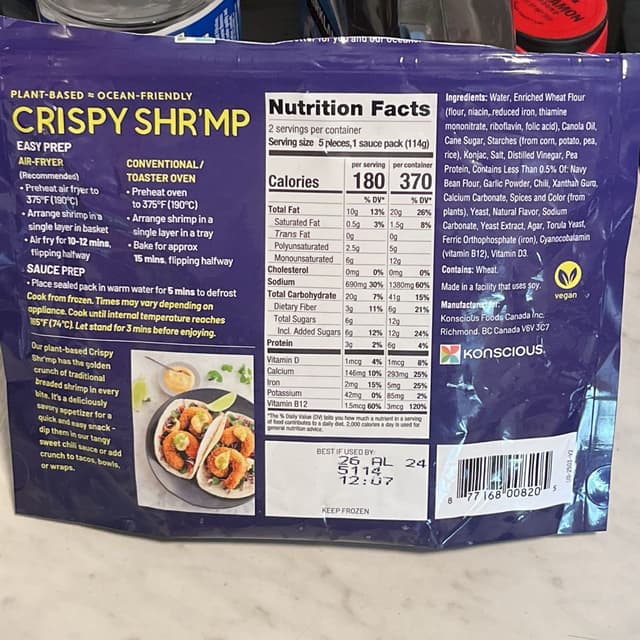 AMON
for you and our ocean
PLANT-BASED = OCEAN-FRIENDLY
CRISPY SHR'MP
EASY PREP
AIR-FRYER
(Recommended)
• Preheat air fryer to
375°F (190°C)
• Arrange shrimp in a
single layer in basket
• Air fry for 10-12 mins,
flipping halfway
CONVENTIONAL/
TOASTER OVEN
• Preheat oven
to 375°F (190°C)
• Arrange shrimp in a
single layer in a tray
• Bake for approx
15 mins, flipping halfway
SAUCE PREP
• Place sealed pack in warm water for 5 mins to defrost
Cook from frozen. Times may vary depending on
appliance. Cook until internal temperature reaches
165°F (74°C). Let stand for 3 mins before enjoying.
Our plant-based Crispy
Shr'mp has the golden
crunch of traditional
breaded shrimp in every
bite. It's a deliciously
savoury appetizer for a
quick and easy snack -
dip them in our tangy
sweet chili sauce or add
crunch to tacos, bowls,
or wraps.
Nutrition Facts
2 servings per container
Serving size 5 pieces, 1 sauce pack (114g)
per serving per container
Calories 180 370
% DV* % DV*
Total Fat 10g 13% 20g 26%
Saturated Fat 0.5g 3% 1.5g 8%
Trans Fat 0g 0g
Polyunsaturated 2.5g 5g
Monounsaturated 6g 12g
Cholesterol 0mg 0% 0mg 0%
Sodium 690mg 30% 1380mg 60%
Total Carbohydrate 20g 7% 41g 15%
Dietary Fiber 3g 11% 6g 21%
Total Sugars 6g 12g
Incl. Added Sugars 6g 12% 12g 24%
Protein 3g 2% 6g 4%
Vitamin D 1mcg 4% 1mcg 8%
Calcium 146mg 10% 293mg 25%
Iron 2mg 15% 5mg 25%
Potassium 42mg 0% 85mg 2%
Vitamin B12 1.5mcg 60% 3mcg 120%
*The % Daily Value (DV) tells you how much a nutrient in a serving
of food contributes to a daily diet. 2,000 calories a day is used for
general nutrition advice.
BEST IF USED BY:
26 AL 24
5114
12:07
KEEP FROZEN
Ingredients: Water, Enriched Wheat Flour
(flour, niacin, reduced iron, thiamine
mononitrate, riboflavin, folic acid), Canola Oil,
Cane Sugar, Starches (from corn, potato, pea,
rice), Konjac, Salt, Distilled Vinegar, Pea
Protein, Contains Less Than 0.5% Of: Navy
Bean Flour, Garlic Powder, Chili, Xanthan Gum,
Calcium Carbonate, Spices and Color (from
plants), Yeast, Natural Flavor, Sodium
Carbonate, Yeast Extract, Agar, Torula Yeast,
Ferric Orthophosphate (iron), Cyanocobalamin
(vitamin B12), Vitamin D3.
Contains: Wheat.
Made in a facility that uses soy.
vegan
Manufacturer:
Konscious Foods Canada Inc.
Richmond, BC Canada V6V 3C7
KONSCIOUS
8 77168 00820 5
US-2503-V2